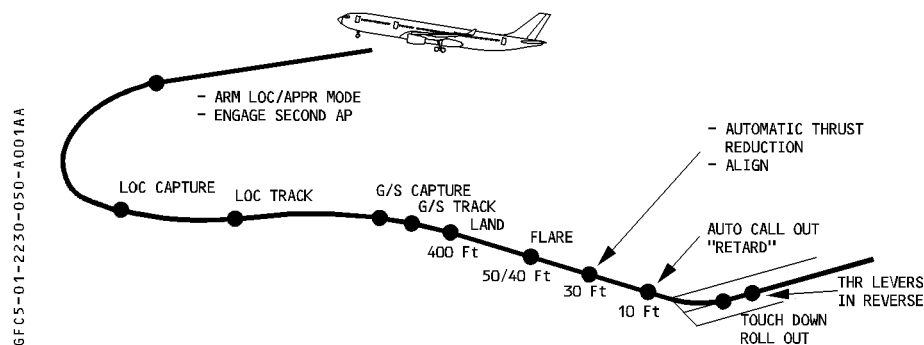 - ARM LOC/APPR MODE
- ENGAGE SECOND AP
- AUTOMATIC THRUST
REDUCTION
- ALIGN
LOC CAPTURE
LOC TRACK
G/S CAPTURE
G/S TRACK
LAND
400 Ft
FLARE
50/40 Ft
30 Ft
AUTO CALL OUT
"RETARD"
10 Ft
THR LEVERS
IN REVERSE
TOUCH DOWN
ROLL OUT
GFC5-01-2230-050-A001AA